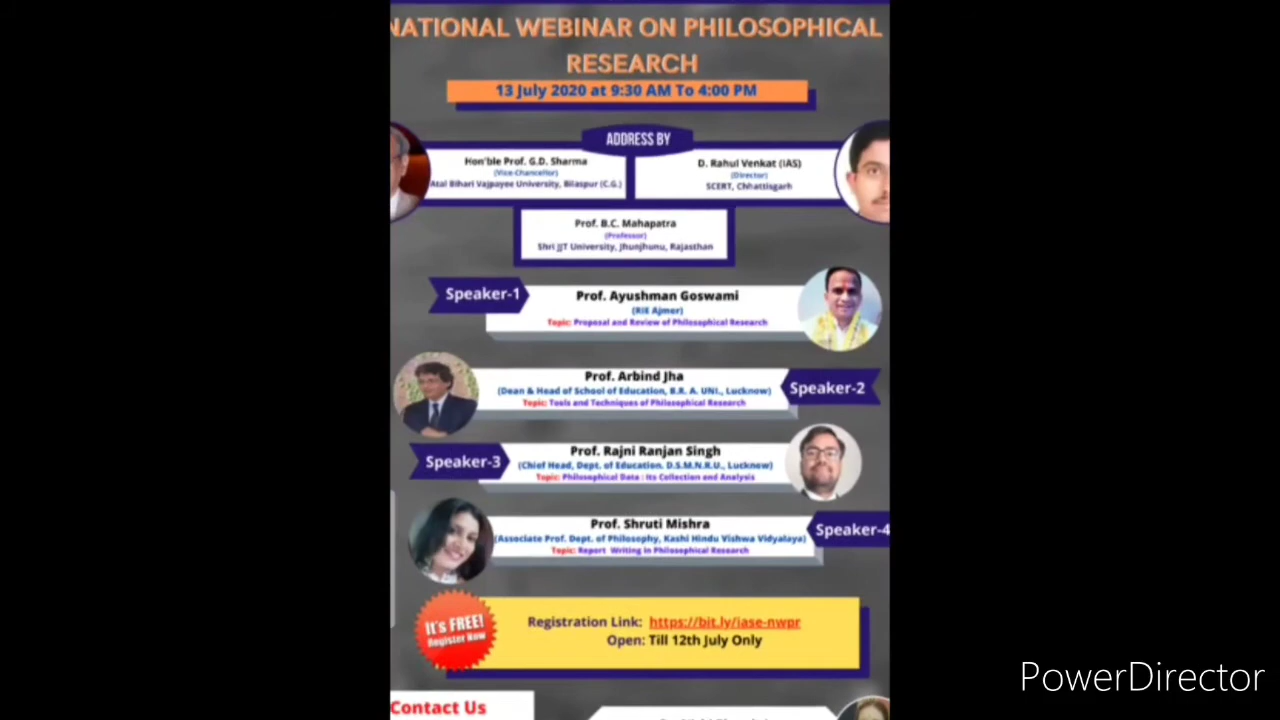 NATIONAL WEBINAR ON PHILOSOPHICAL
RESEARCH
13 July 2020 at 9:30 AM To 4:00 PM
ADDRESS BY
Hon'ble Prof. G.D. Sharma
(Vice-Chancellor)
Atal Bihari Vajpayee University, Bilaspur (C.G.)
D. Rahul Venkat (IAS)
(Director)
SCERT, Chhattisgarh
Prof. B.C. Mahapatra
(Professor)
Shri JJT University, Jhunjhunu, Rajasthan
Speaker-1
Prof. Ayushman Goswami
(RIE Ajmer)
Topic: Proposal and Review of Philosophical Research
Prof. Arbind Jha
(Dean & Head of School of Education, B.R. A. UNI., Lucknow)
Topic: Tools and Techniques of Philosophical Research
Speaker-2
Speaker-3
Prof. Rajni Ranjan Singh
(Chief Head, Dept. of Education. D.S.M.N.R.U., Lucknow)
Topic: Philosophical Data : Its Collection and Analysis
Prof. Shruti Mishra
(Associate Prof. Dept. of Philosophy, Kashi Hindu Vishwa Vidyalaya)
Topic: Report Writing in Philosophical Research
Speaker-4
It's FREE!
Register Now
Registration Link: https://bit.ly/iase-nwpr
Open: Till 12th July Only
Contact Us
PowerDirector